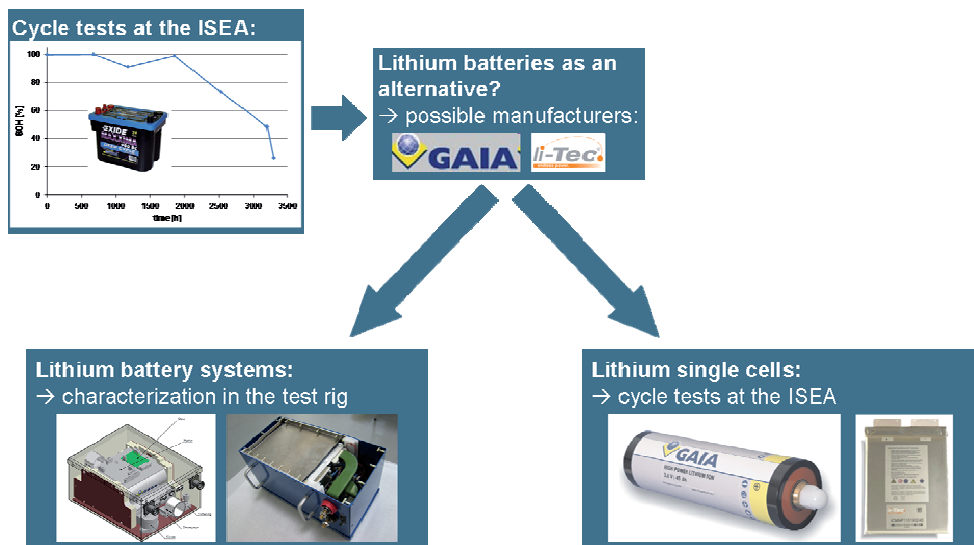 Cycle tests at the ISEA:
100
80
60
40
20
0
SOH [%]
EXIDE
0 500 1000 1500 2000 2500 3000 3500
time [h]
Lithium batteries as an
alternative?
→ possible manufacturers:
GAIA
li-Tec
Lithium battery systems:
→ characterization in the test rig
Lithium single cells:
→ cycle tests at the ISEA
GAIA
HIGH POWER LITHIUM ION
li-Tec